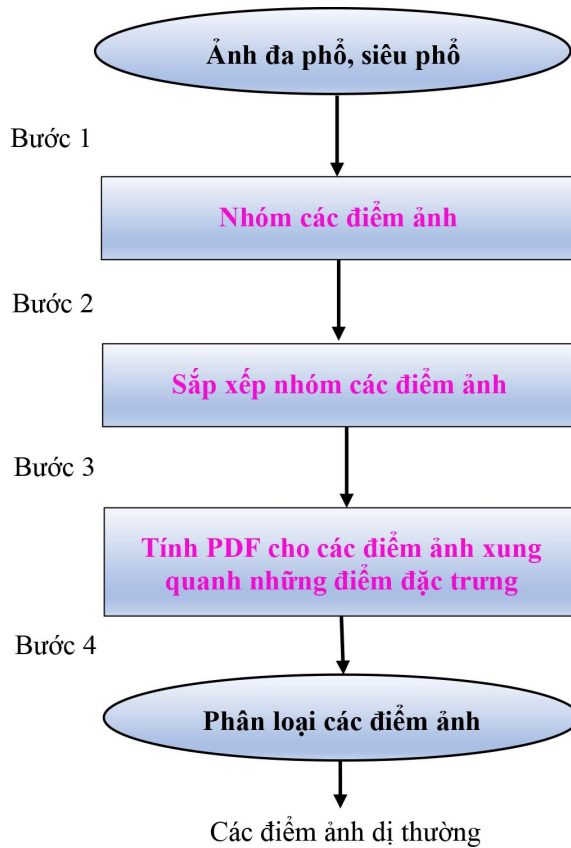 Ảnh đa phổ, siêu phổ
Bước 1
Nhóm các điểm ảnh
Bước 2
Sắp xếp nhóm các điểm ảnh
Bước 3
Tính PDF cho các điểm ảnh xung
quanh những điểm đặc trưng
Bước 4
Phân loại các điểm ảnh
Các điểm ảnh dị thường